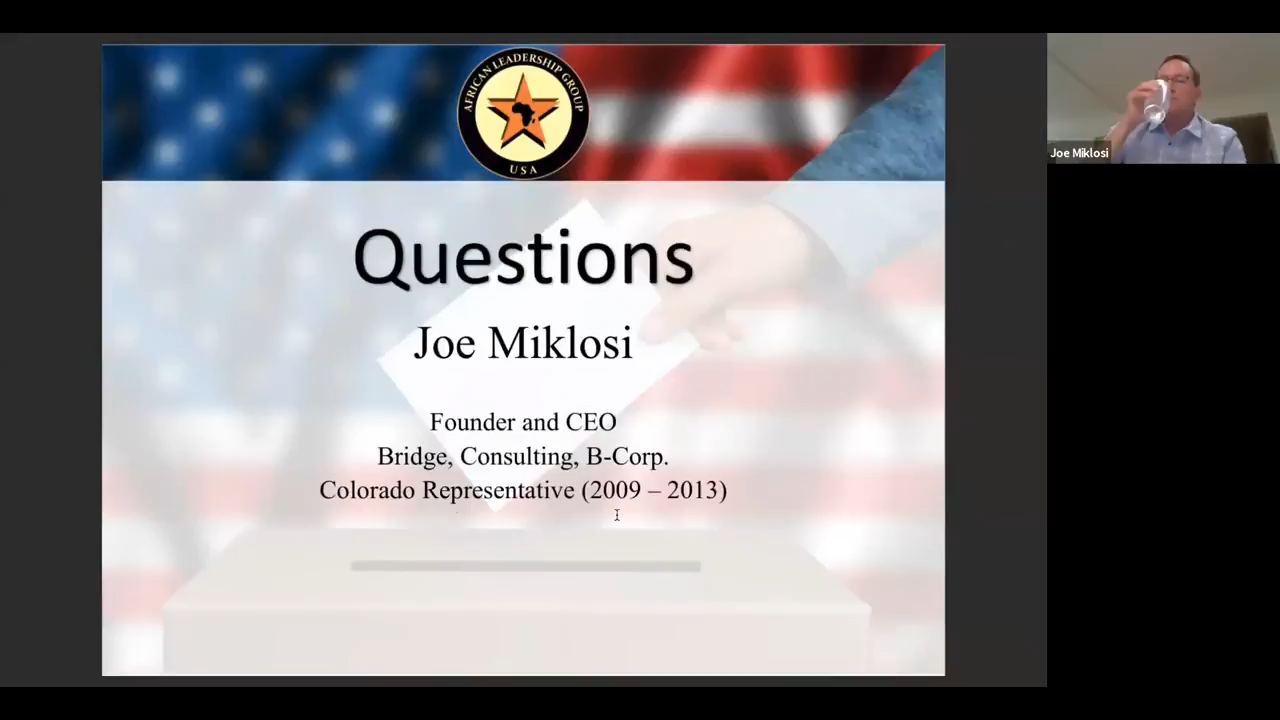 AFRICAN LEADERSHIP GROUP
USA
Questions
Joe Miklosi
Founder and CEO
Bridge, Consulting, B-Corp.
Colorado Representative (2009 – 2013)
Joe Miklosi